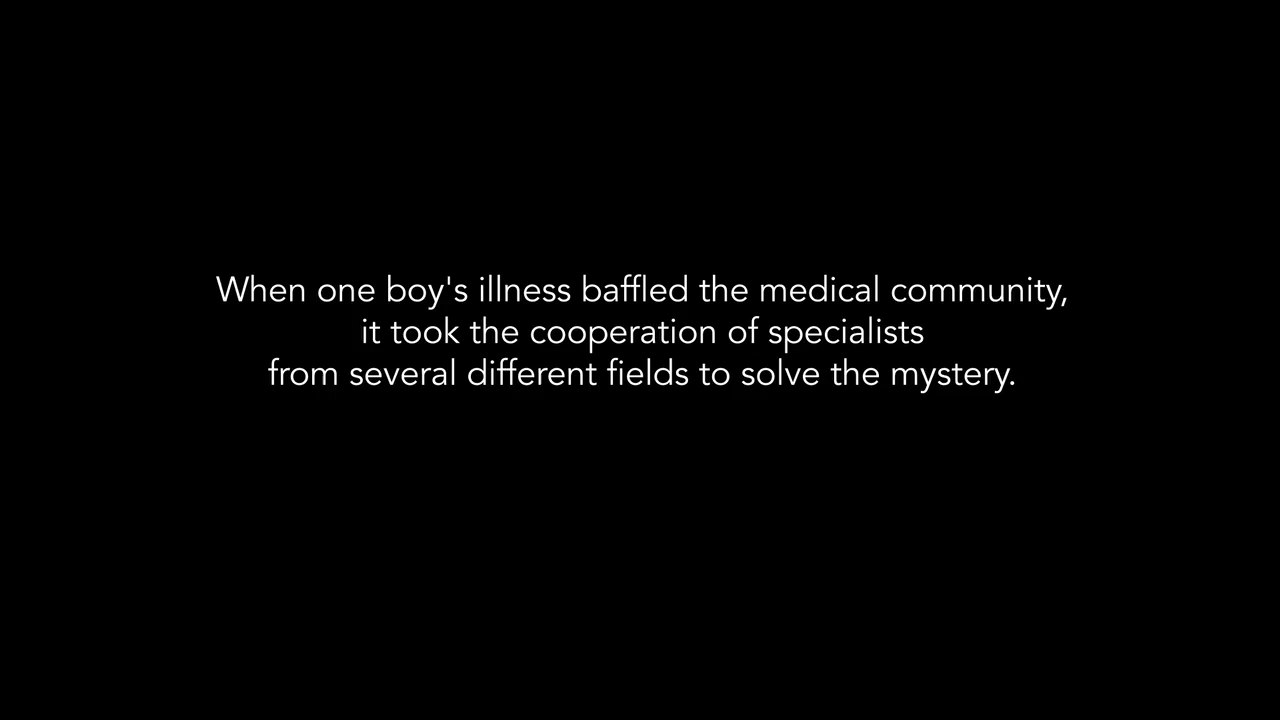 When one boy's illness baffled the medical community,
it took the cooperation of specialists
from several different fields to solve the mystery.